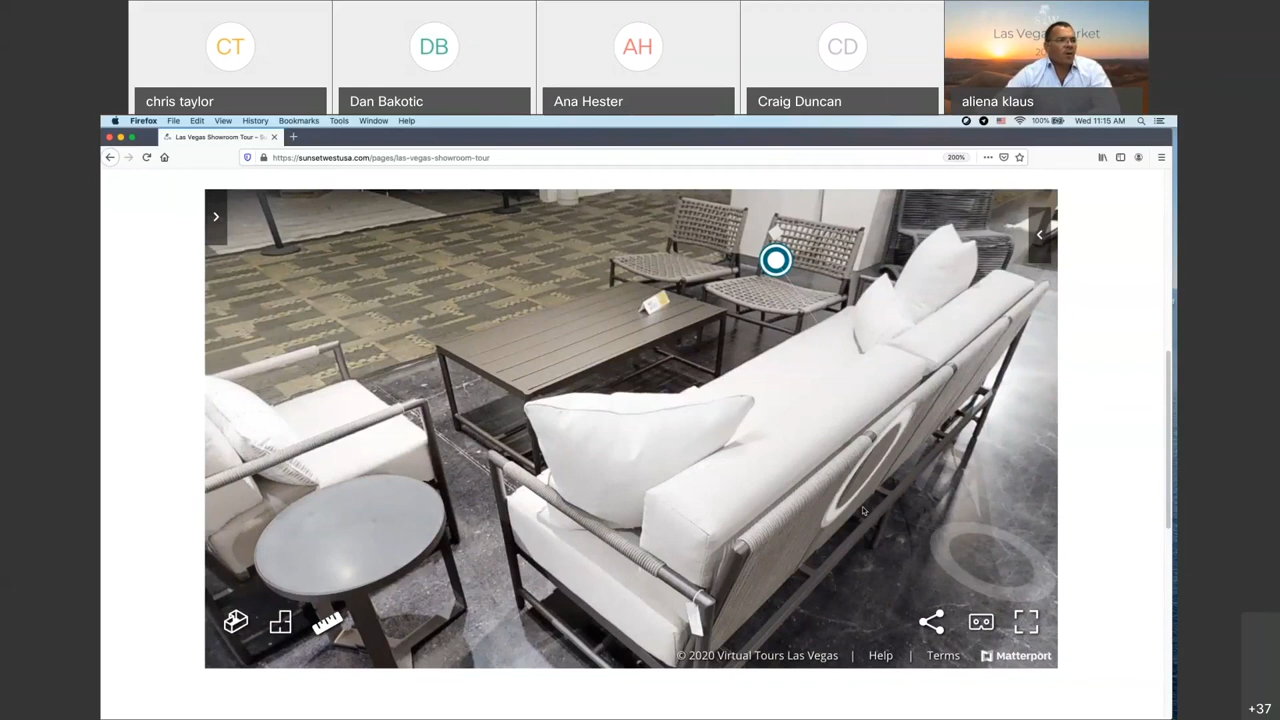 CT
DB
AH
CD
Las Vegas Market
chris taylor
Dan Bakotic
Ana Hester
Craig Duncan
aliena klaus
Firefox File Edit View History Bookmarks Tools Window Help
100%
Wed 11:15 AM
Las Vegas Showroom Tour – S
https://sunsetwestusa.com/pages/las-vegas-showroom-tour
200%
© 2020 Virtual Tours Las Vegas | Help | Terms
Matterport
+37